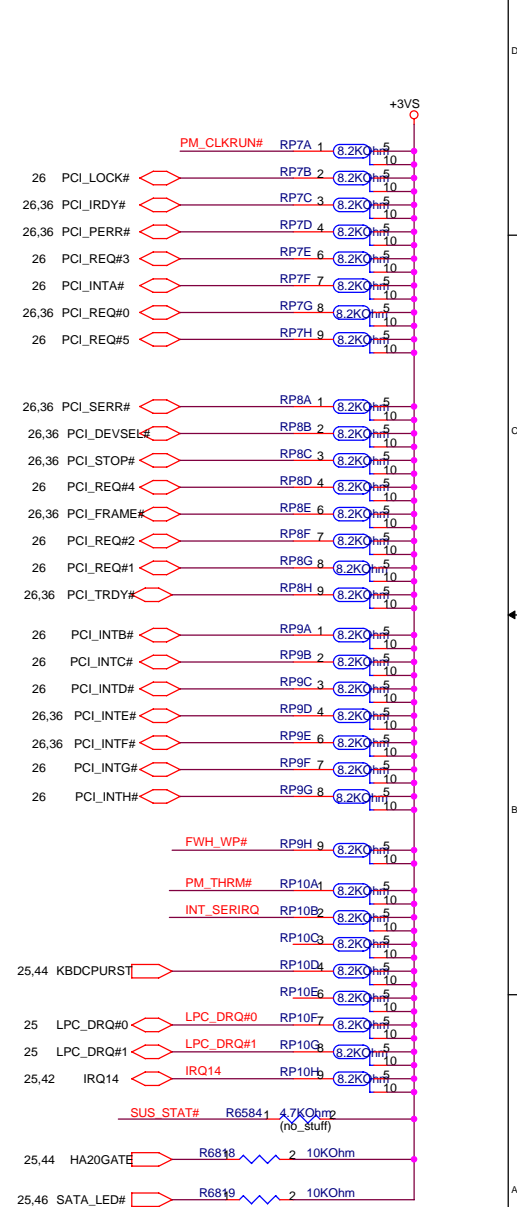 D
+3VS
PM_CLKRUN# RP7A 1 8.2KOhm 5
10
26 PCI_LOCK# RP7B 2 8.2KOhm 5
10
26,36 PCI_IRDY# RP7C 3 8.2KOhm 5
10
26,36 PCI_PERR# RP7D 4 8.2KOhm 5
10
26 PCI_REQ#3 RP7E 6 8.2KOhm 5
10
26 PCI_INTA# RP7F 7 8.2KOhm 5
10
26,36 PCI_REQ#0 RP7G 8 8.2KOhm 5
10
26 PCI_REQ#5 RP7H 9 8.2KOhm 5
10
26,36 PCI_SERR# RP8A 1 8.2KOhm 5
10
26,36 PCI_DEVSEL# RP8B 2 8.2KOhm 5
C
10
26,36 PCI_STOP# RP8C 3 8.2KOhm 5
10
26 PCI_REQ#4 RP8D 4 8.2KOhm 5
10
26,36 PCI_FRAME# RP8E 6 8.2KOhm 5
10
26 PCI_REQ#2 RP8F 7 8.2KOhm 5
10
26 PCI_REQ#1 RP8G 8 8.2KOhm 5
10
26,36 PCI_TRDY# RP8H 9 8.2KOhm 5
10
26 PCI_INTB# RP9A 1 8.2KOhm 5
10
26 PCI_INTC# RP9B 2 8.2KOhm 5
10
26 PCI_INTD# RP9C 3 8.2KOhm 5
10
26,36 PCI_INTE# RP9D 4 8.2KOhm 5
10
26,36 PCI_INTF# RP9E 6 8.2KOhm 5
10
26 PCI_INTG# RP9F 7 8.2KOhm 5
10
26 PCI_INTH# RP9G 8 8.2KOhm 5
10
B
FWH_WP# RP9H 9 8.2KOhm 5
10
PM_THRM# RP10A 1 8.2KOhm 5
10
INT_SERIRQ RP10B 2 8.2KOhm 5
10
RP10C 3 8.2KOhm 5
10
25,44 KBDCPURST RP10D 4 8.2KOhm 5
10
RP10E 6 8.2KOhm 5
10
25 LPC_DRQ#0 LPC_DRQ#0 RP10F 7 8.2KOhm 5
10
25 LPC_DRQ#1 LPC_DRQ#1 RP10G 8 8.2KOhm 5
10
25,42 IRQ14 IRQ14 RP10H 9 8.2KOhm 5
10
SUS_STAT# R6584 1 4.7KOhm 2
(no_stuff)
25,44 HA20GATE R6818 1 2 10KOhm
25,46 SATA_LED# R6819 1 2 10KOhm
A